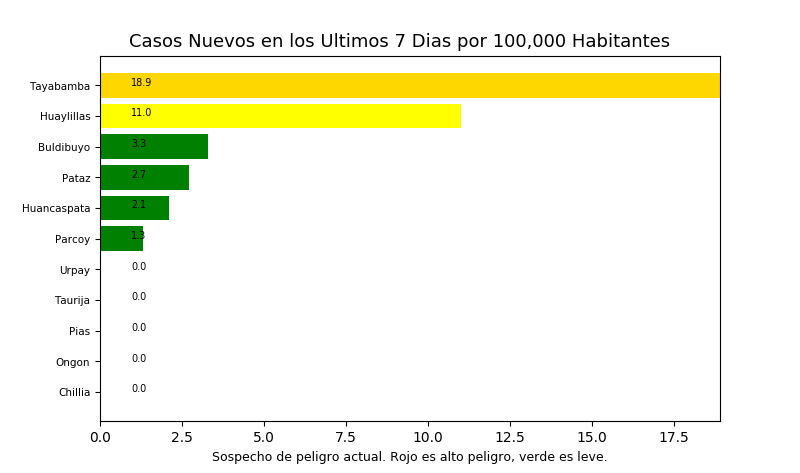 Casos Nuevos en los Ultimos 7 Dias por 100,000 Habitantes
Tayabamba 18.9
Huaylillas 11.0
Buldibuyo 3.3
Pataz 2.7
Huancaspata 2.1
Parcoy 1.3
Urpay 0.0
Taurija 0.0
Pias 0.0
Ongon 0.0
Chillia 0.0
0.0 2.5 5.0 7.5 10.0 12.5 15.0 17.5
Sospecho de peligro actual. Rojo es alto peligro, verde es leve.